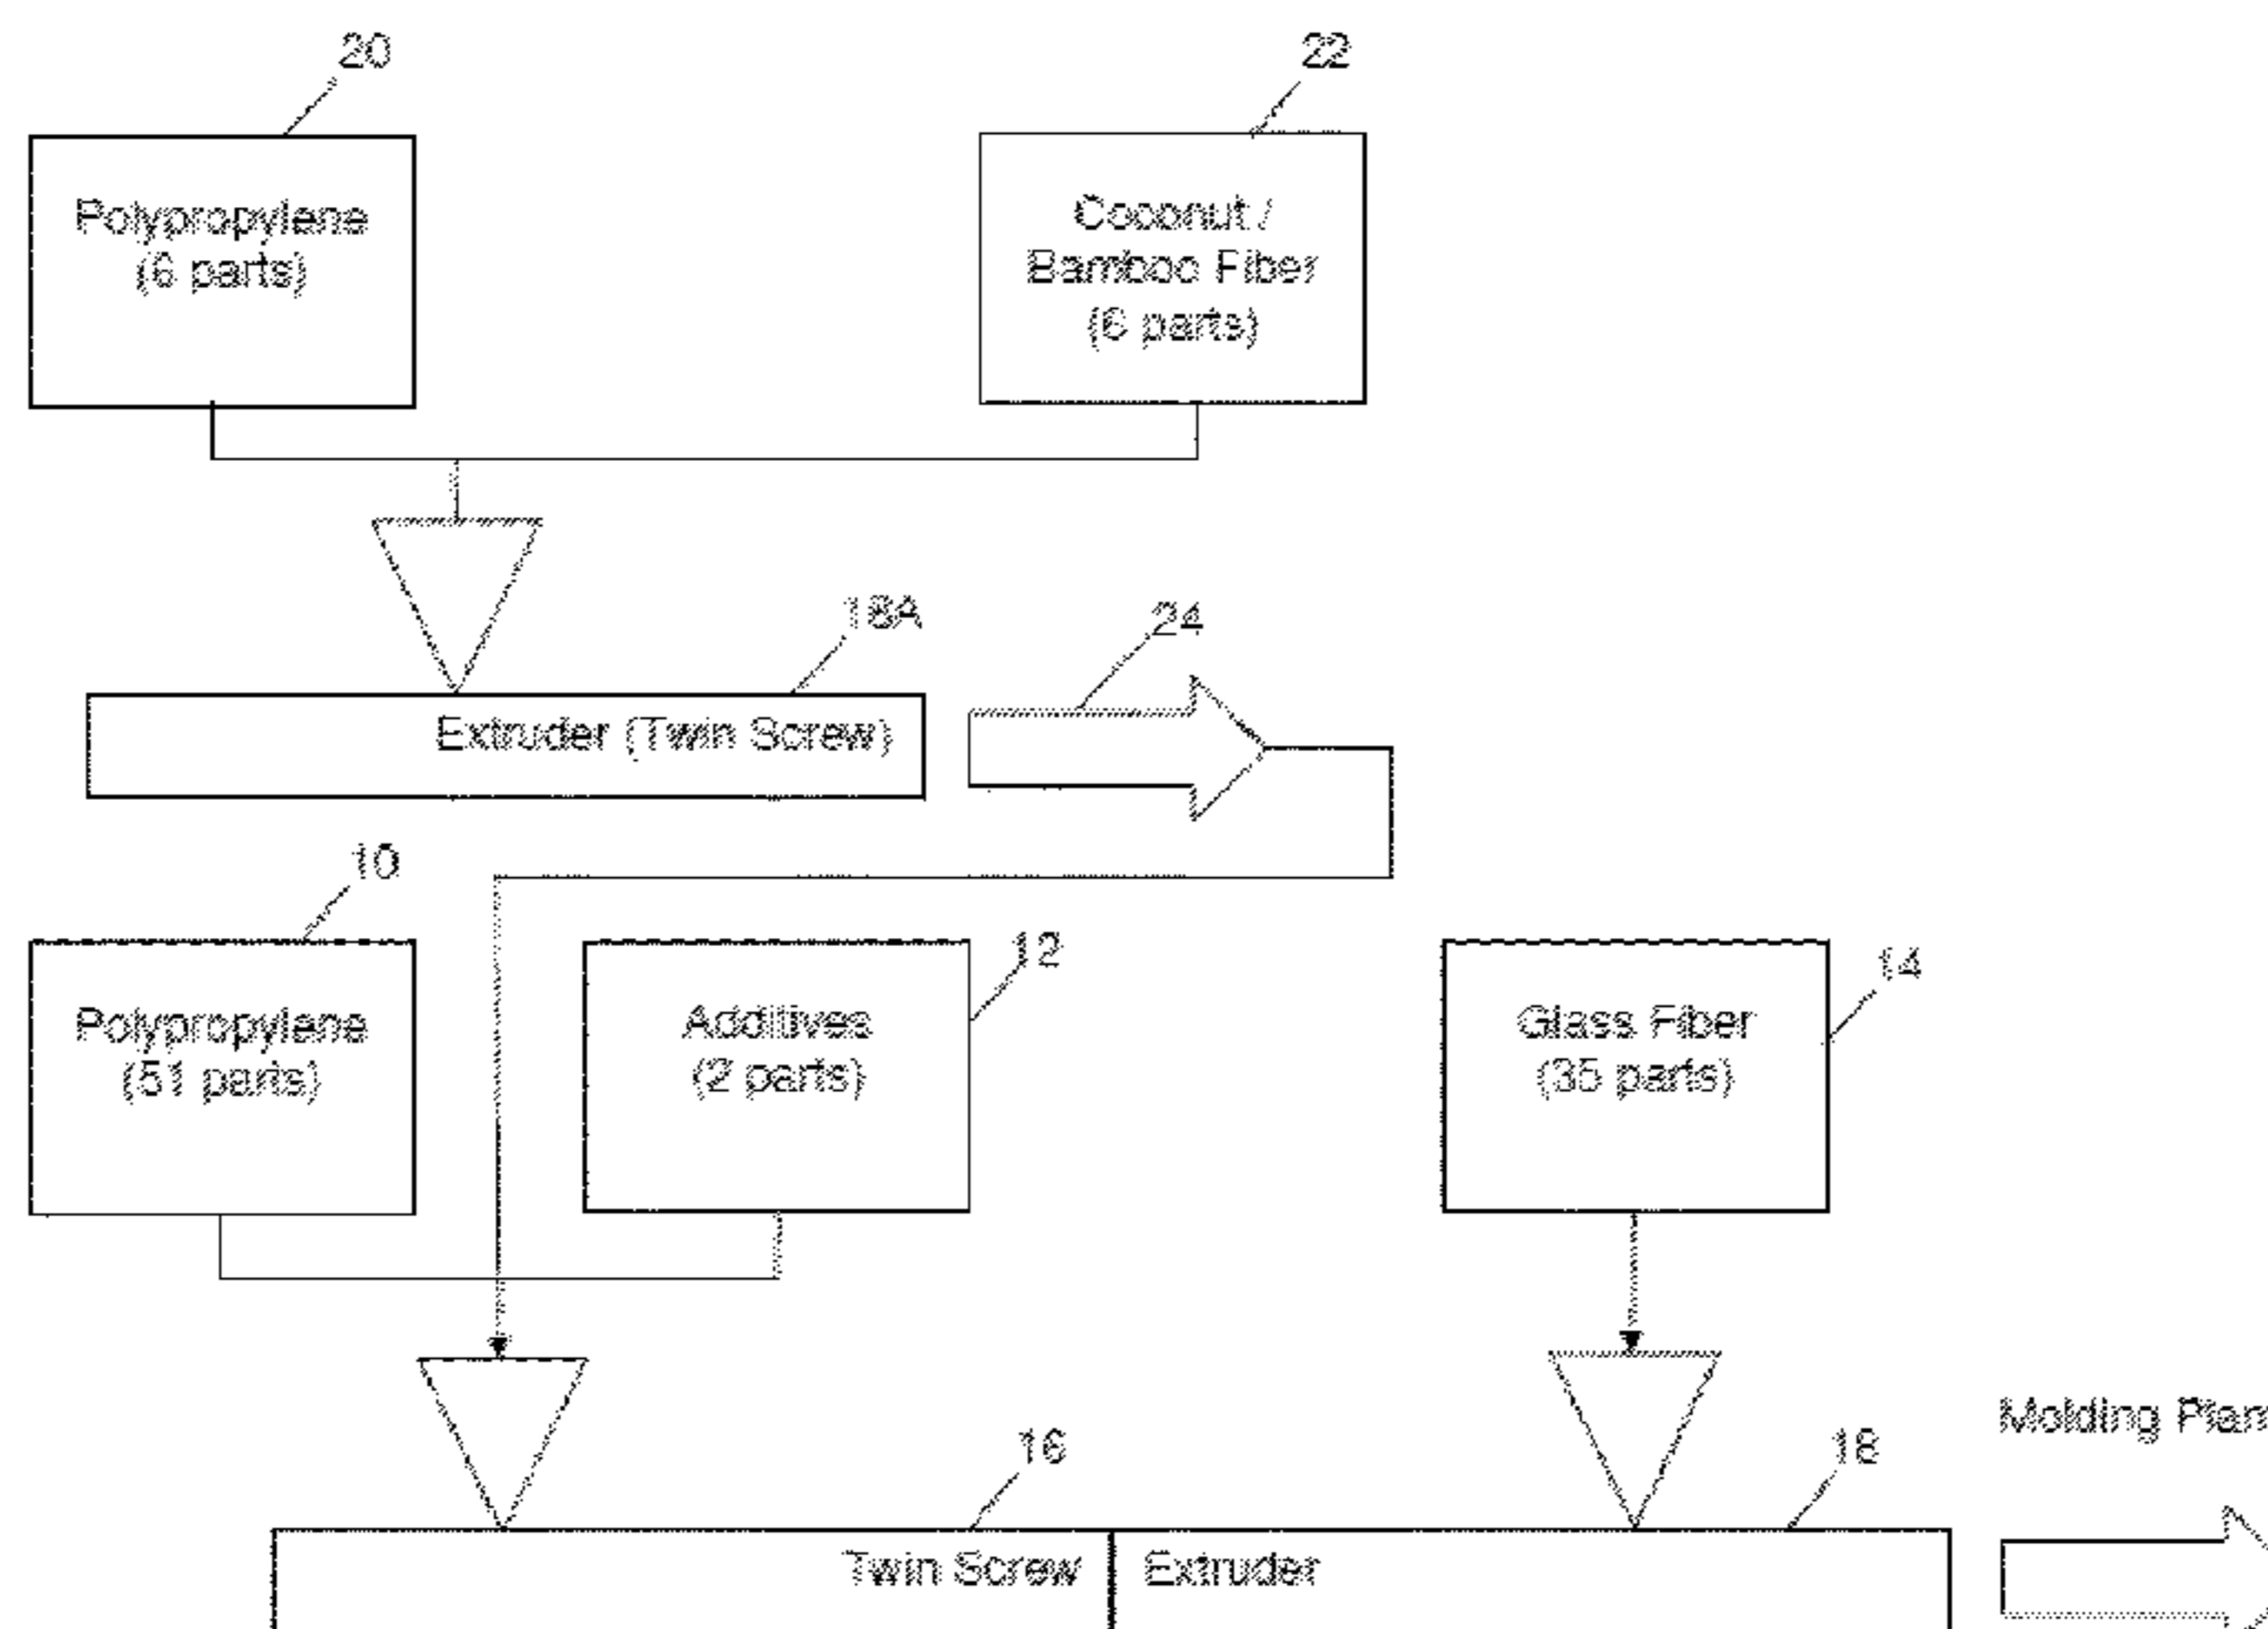 20
22
Polypropylene
(6 parts)
Coconut /
Bamboo Fiber
(6 parts)
18A
24
Extruder (Twin Screw)
10
12
14
Polypropylene
(51 parts)
Additives
(2 parts)
Glass Fiber
(35 parts)
Molding
16
18
Twin Screw
Extruder